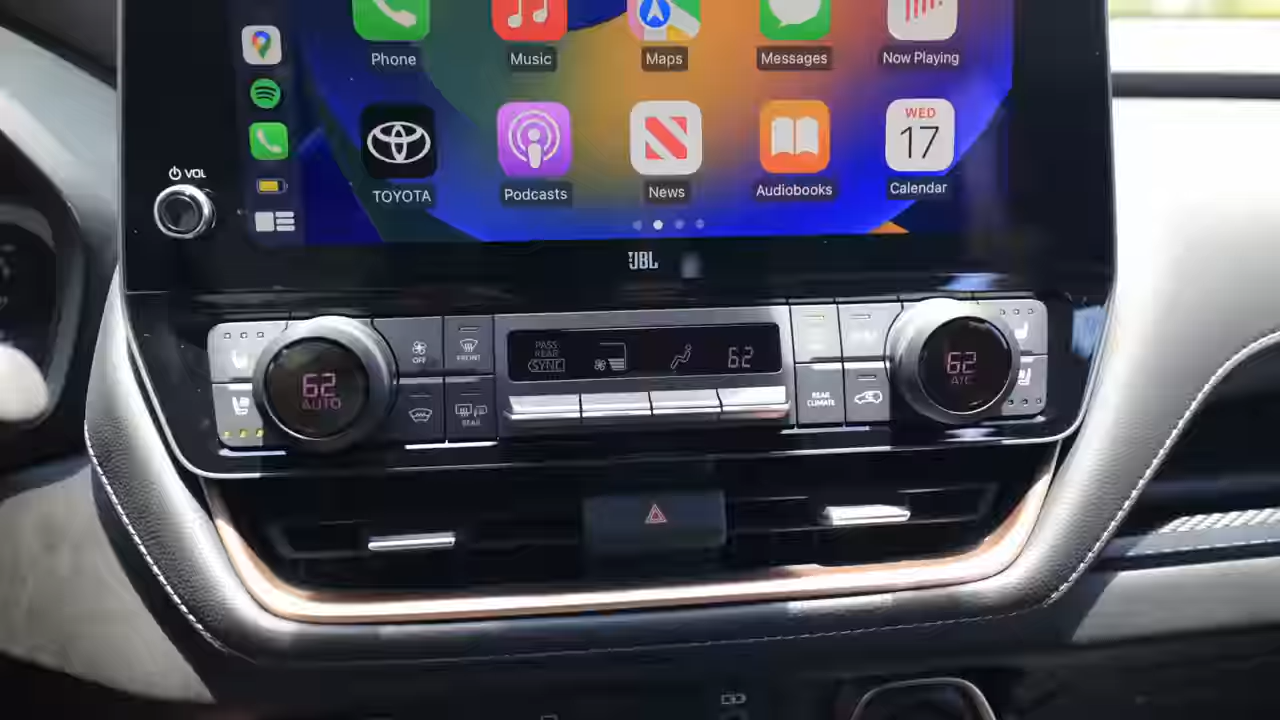 Phone
Music
Maps
Messages
Now Playing
TOYOTA
Podcasts
News
Audiobooks
WED
17
Calendar
VOL
JBL
OFF
FRONT
PASS
REAR
SYNC
62
62
AUTO
62
A/C
REAR
REAR
CLIMATE